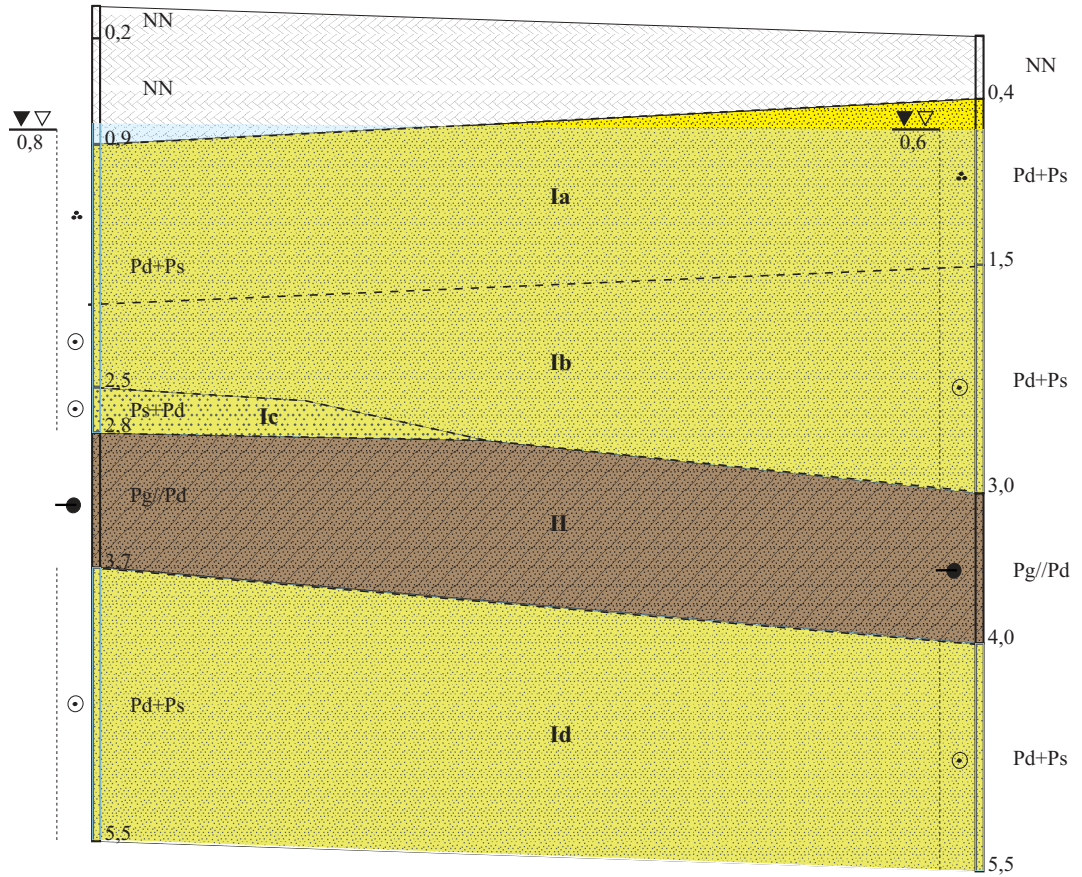 NN
0,2
NN
NN
0,4
0,8
0,9
0,6
Pd+Ps
Ia
Pd+Ps
1,5
Ib
Pd+Ps
2,5
Ps+Pd
Ic
2,8
3,0
Pg//Pd
II
3,7
Pg//Pd
4,0
Pd+Ps
Id
Pd+Ps
5,5
5,5